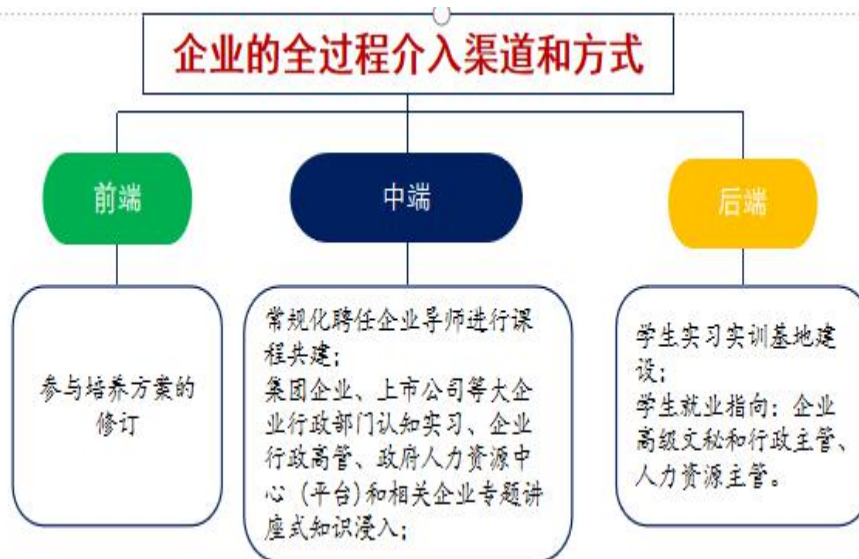 企业的全过程介入渠道和方式
前端
中端
后端
参与培养方案的
修订
常规化聘任企业导师进行课
程共建;
集团企业、上市公司等大企
业行政部门认知实习、企业
行政高管、政府人力资源中
心（平台)和相关企业专题讲
座式知识浸入;
学生实习实训基地建
设;
学生就业指向: 企业
高级文秘和行政主管、
人力资源主管。